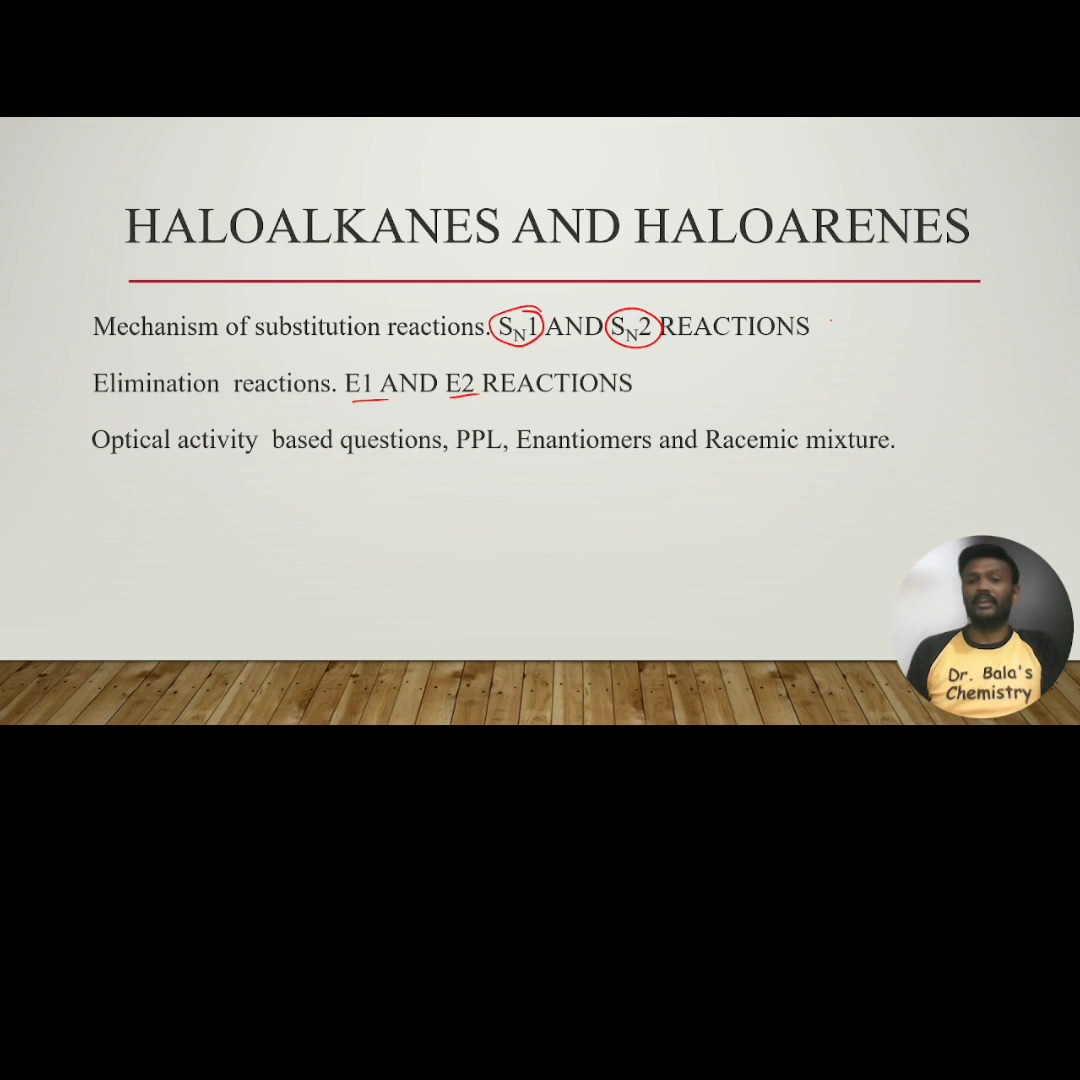 HALOALKANES AND HALOARENES
Mechanism of substitution reactions. SN1 AND SN2 REACTIONS
Elimination reactions. E1 AND E2 REACTIONS
Optical activity based questions, PPL, Enantiomers and Racemic mixture.
Dr. Bala's
Chemistry